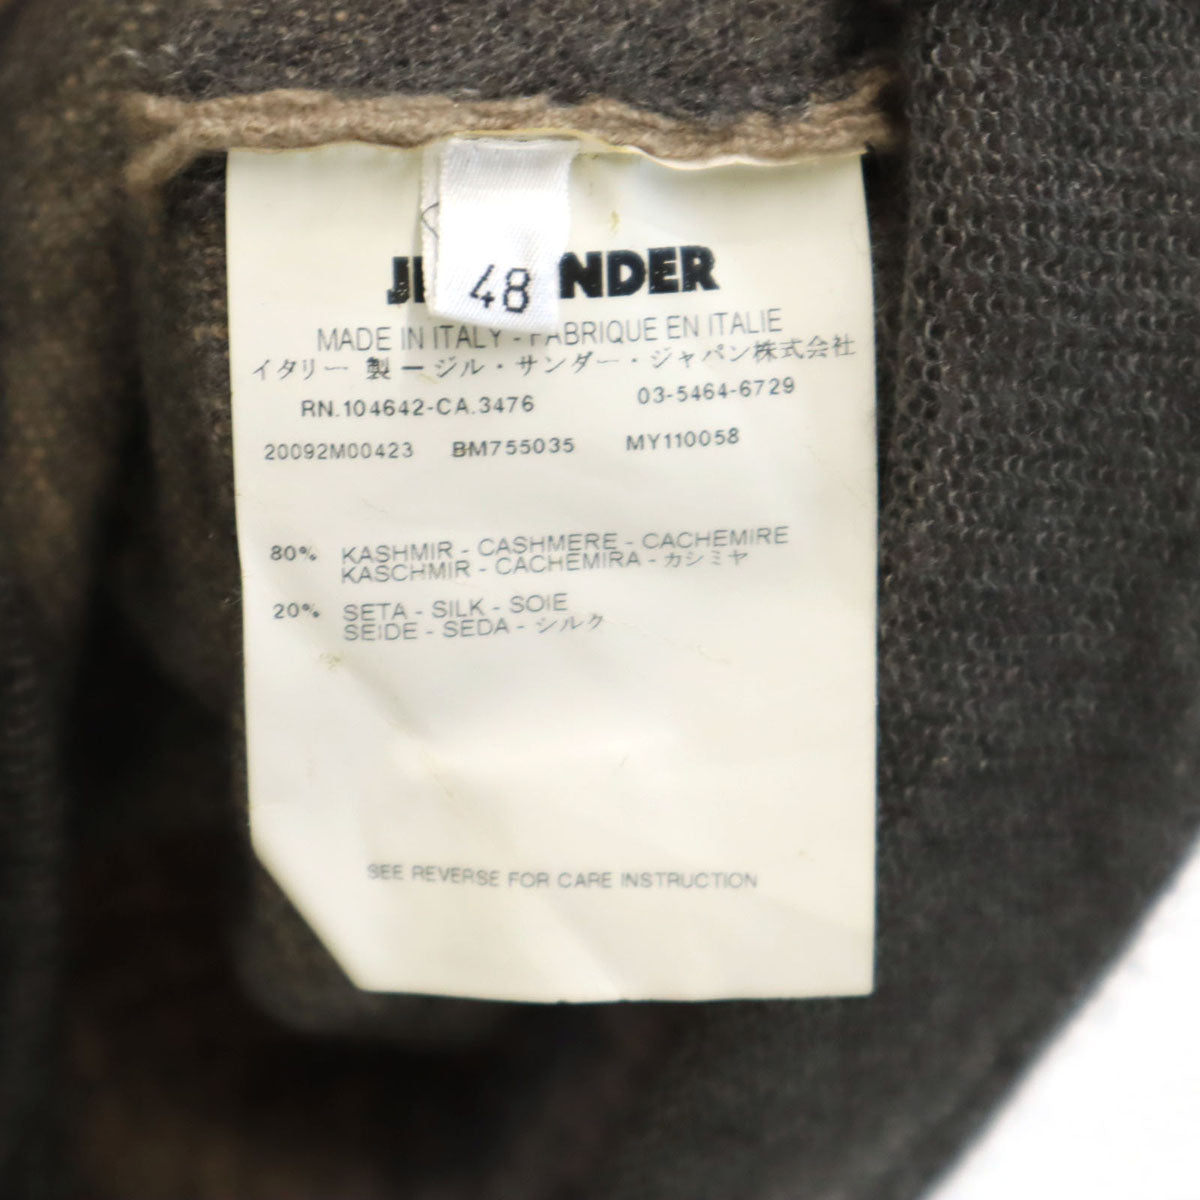 48
NDER
MADE IN ITALY - FABRIQUE EN ITALIE
イタリー 製 ージル・サンダー・ジャパン株式会社
RN.104642-CA.3476 03-5464-6729
20092M00423 BM755035 MY110058
80% KASHMIR - CASHMERE - CACHEMIRE
KASCHMIR - CACHEMIRA - カシミヤ
20% SETA - SILK - SOIE
SEIDE - SEDA - シルク
SEE REVERSE FOR CARE INSTRUCTION